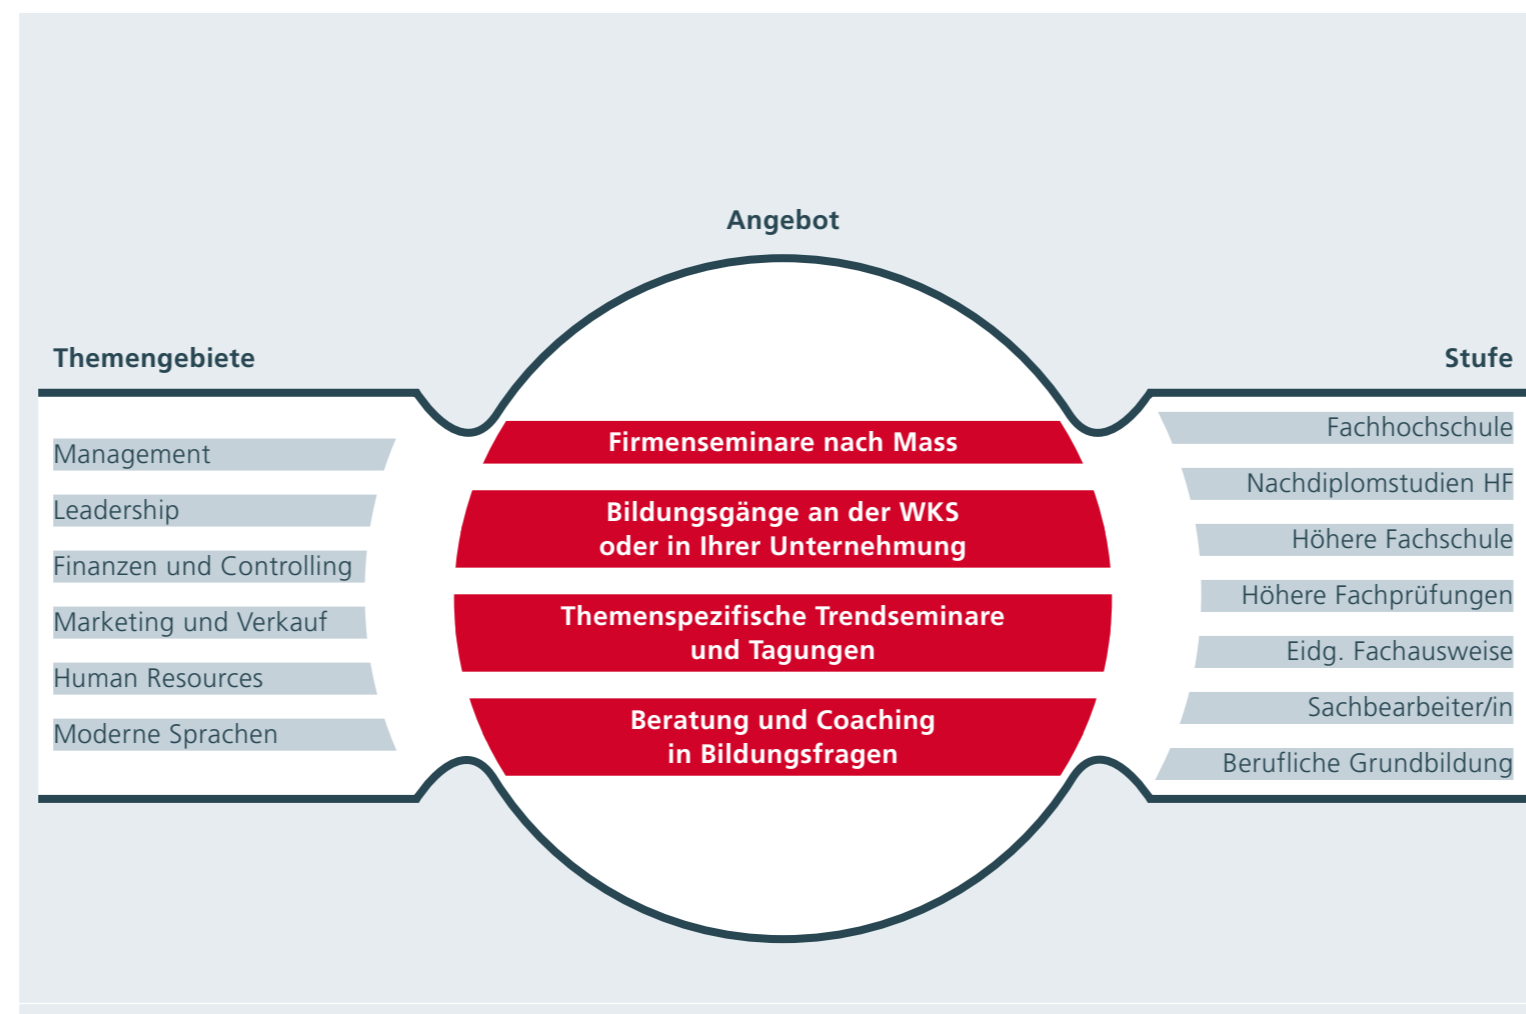 Angebot
Themengebiete
Management
Leadership
Finanzen und Controlling
Marketing und Verkauf
Human Resources
Moderne Sprachen
Firmenseminare nach Mass
Bildungsgänge an der WKS
oder in Ihrer Unternehmung
Themenspezifische Trendseminare
und Tagungen
Beratung und Coaching
in Bildungsfragen
Stufe
Fachhochschule
Nachdiplomstudien HF
Höhere Fachschule
Höhere Fachprüfungen
Eidg. Fachausweise
Sachbearbeiter/in
Berufliche Grundbildung